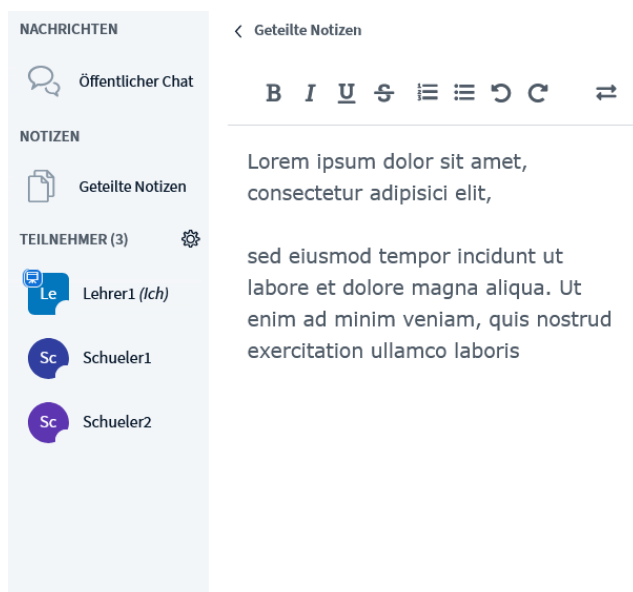 NACHRICHTEN
Öffentlicher Chat
NOTIZEN
Geteilte Notizen
TEILNEHMER (3)
Le
Lehrer1 (Ich)
Sc
Schueler1
Sc
Schueler2
Geteilte Notizen
B I U S
Lorem ipsum dolor sit amet,
consectetur adipisici elit,
sed eiusmod tempor incidunt ut
labore et dolore magna aliqua. Ut
enim ad minim veniam, quis nostrud
exercitation ullamco laboris